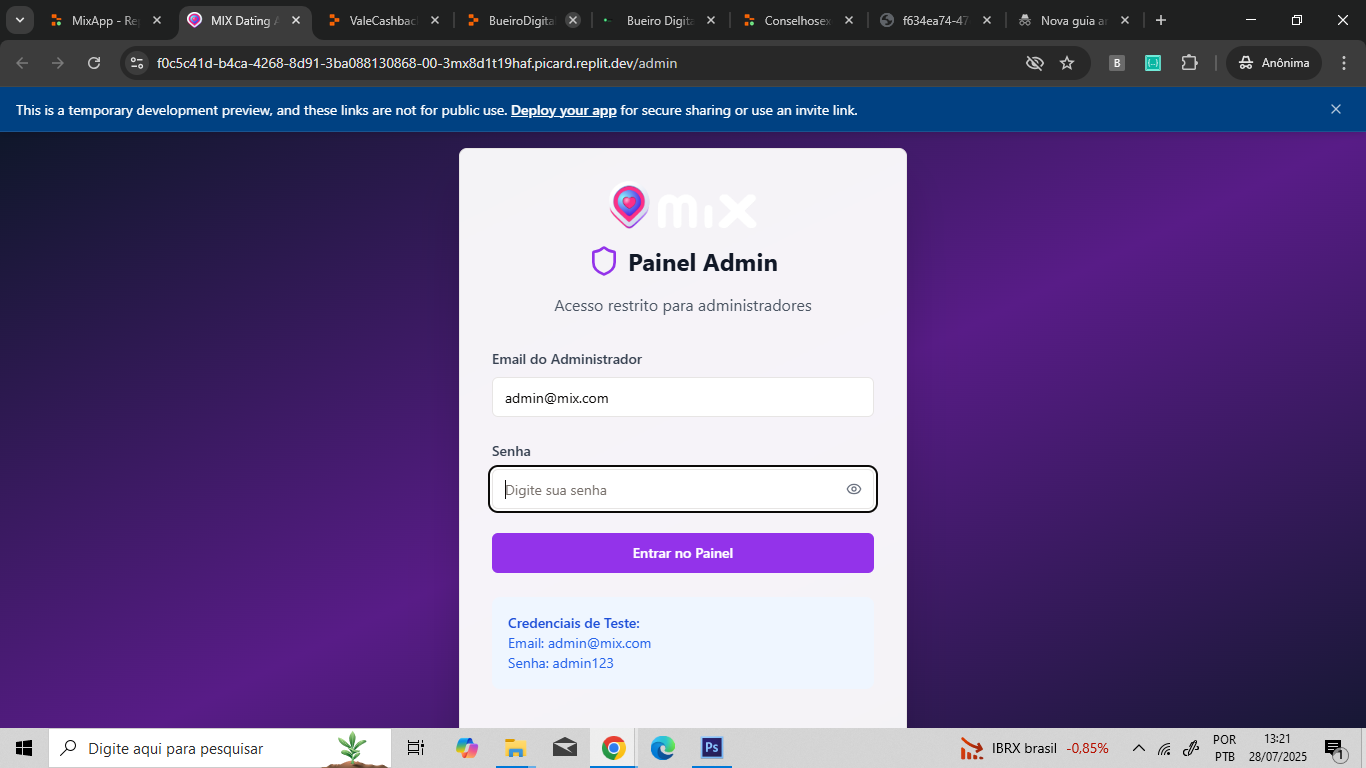 MixApp - Rep
MIX Dating A
ValeCashbac
BueiroDigita
Bueiro Digita
Conselhosex
f634ea74-47
Nova guia an
f0c5c41d-b4ca-4268-8d91-3ba088130868-00-3mx8d1t19haf.picard.replit.dev/admin
B
Anônima
This is a temporary development preview, and these links are not for public use. Deploy your app for secure sharing or use an invite link.
mix
Painel Admin
Acesso restrito para administradores
Email do Administrador
admin@mix.com
Senha
Digite sua senha
Entrar no Painel
Credenciais de Teste:
Email: admin@mix.com
Senha: admin123
Digite aqui para pesquisar
Ps
IBRX brasil -0,85%
POR
PTB
13:21
28/07/2025
1